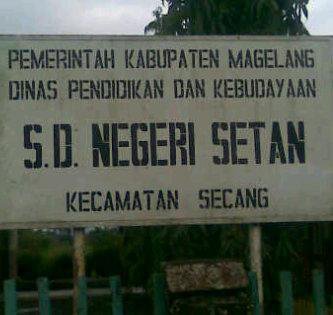 PEMERINTAH KABUPATEN MAGELANG
DINAS PENDIDIKAN DAN KEBUDAYAAN
S.D. NEGERI SETAN
KECAMATAN SECANG